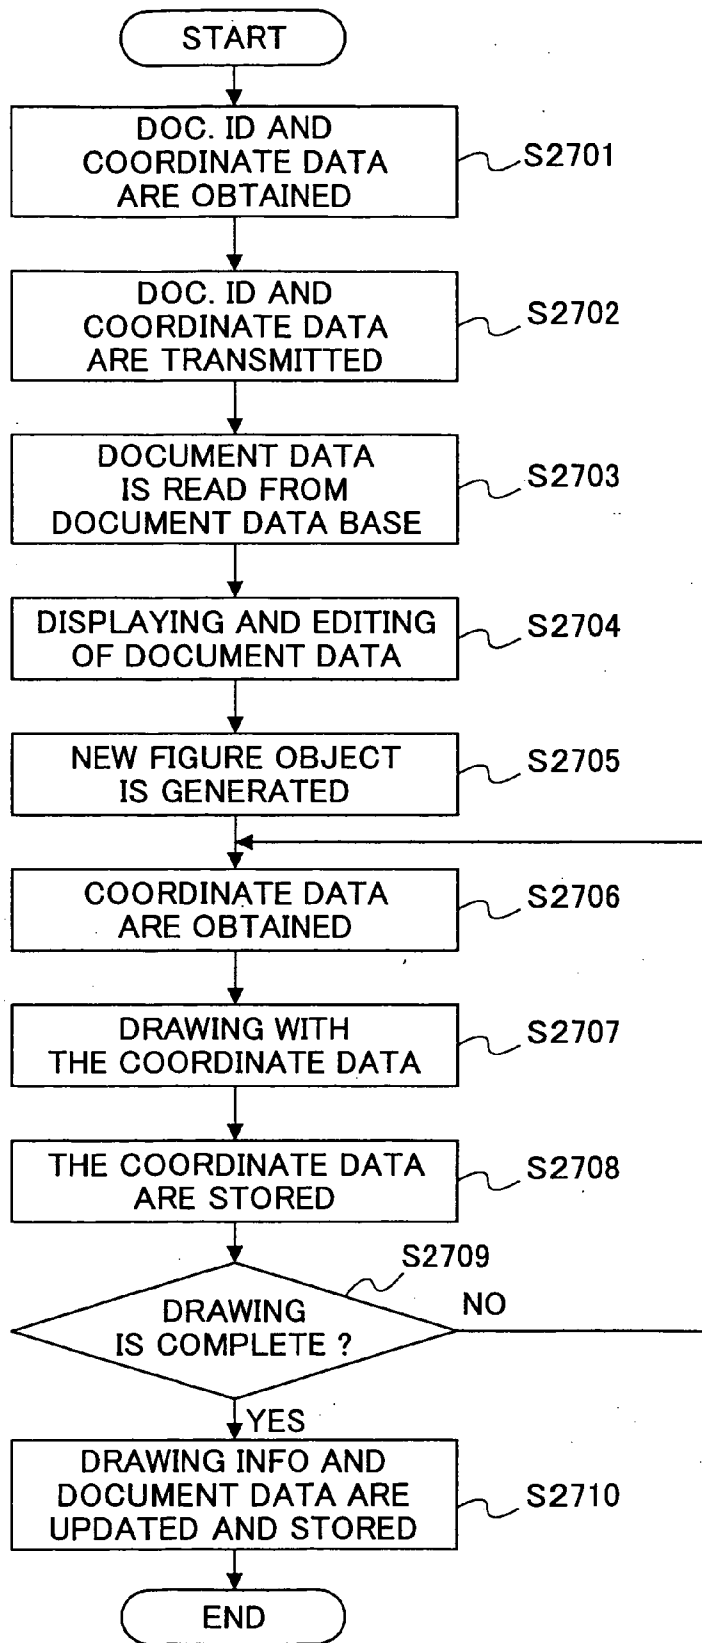 START
DOC. ID AND
COORDINATE DATA
ARE OBTAINED
S2701
DOC. ID AND
COORDINATE DATA
ARE TRANSMITTED
S2702
DOCUMENT DATA
IS READ FROM
DOCUMENT DATA BASE
S2703
DISPLAYING AND EDITING
OF DOCUMENT DATA
S2704
NEW FIGURE OBJECT
IS GENERATED
S2705
COORDINATE DATA
ARE OBTAINED
S2706
DRAWING WITH
THE COORDINATE DATA
S2707
THE COORDINATE DATA
ARE STORED
S2708
S2709
DRAWING
IS COMPLETE ?
NO
YES
DRAWING INFO AND
DOCUMENT DATA ARE
UPDATED AND STORED
S2710
END